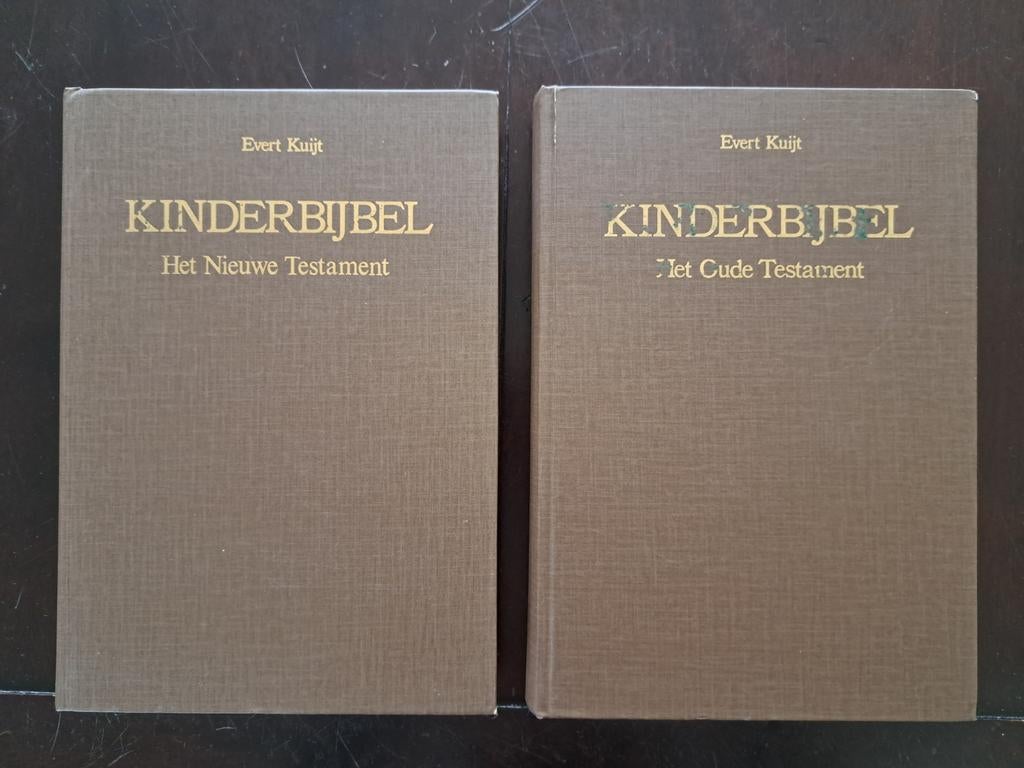 Evert Kuijt
KINDERBIJBEL
Het Nieuwe Testament
Evert Kuijt
KINDERBIJBEL
Het Oude Testament